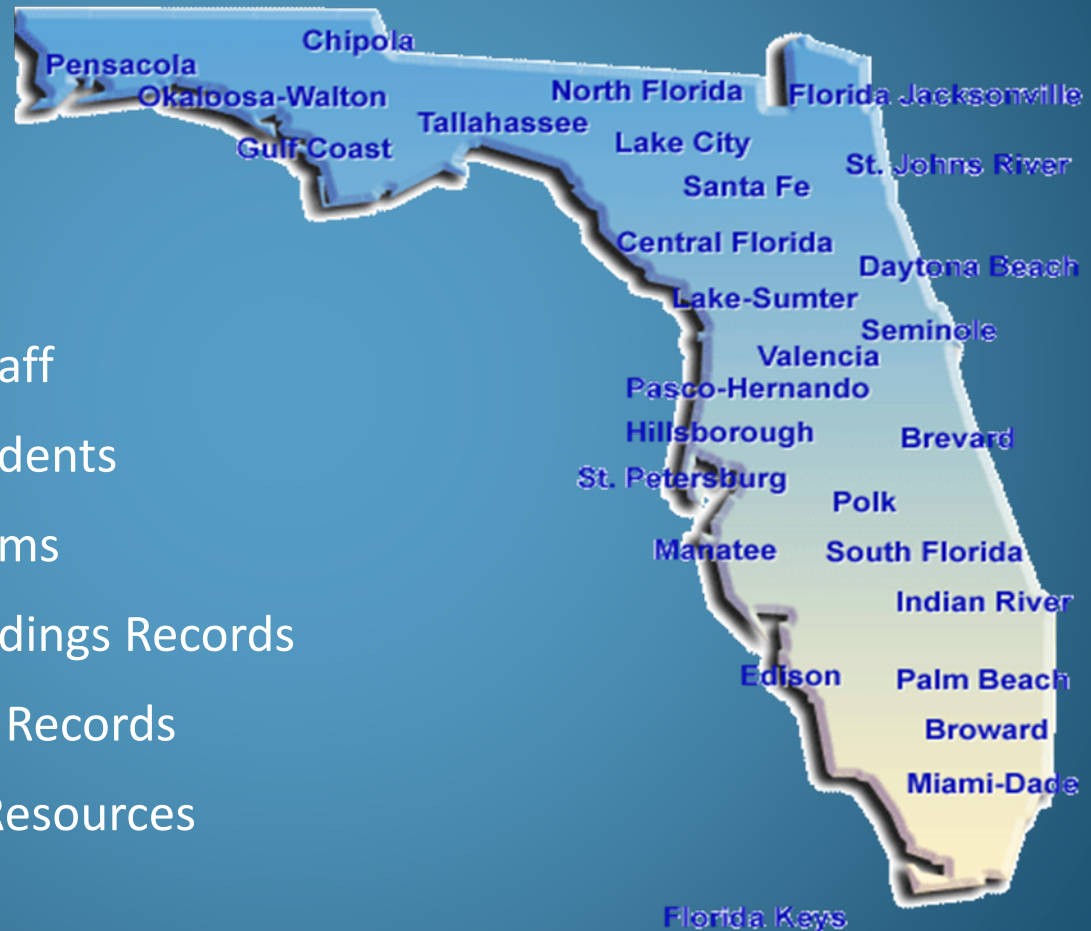 Chipola
Pensacola
Okaloosa-Walton
North Florida
Florida Jacksonville
Tallahassee
Lake City
Gulf Coast
St. Johns River
Santa Fe
Central Florida
Daytona Beach
Lake-Sumter
Seminole
Valencia
Pasco-Hernando
Hillsborough
Brevard
St. Petersburg
Polk
Manatee
South Florida
Indian River
Edison
Palm Beach
Broward
Miami-Dade
Florida Keys
aff
dents
ms
dings Records
Records
Resources